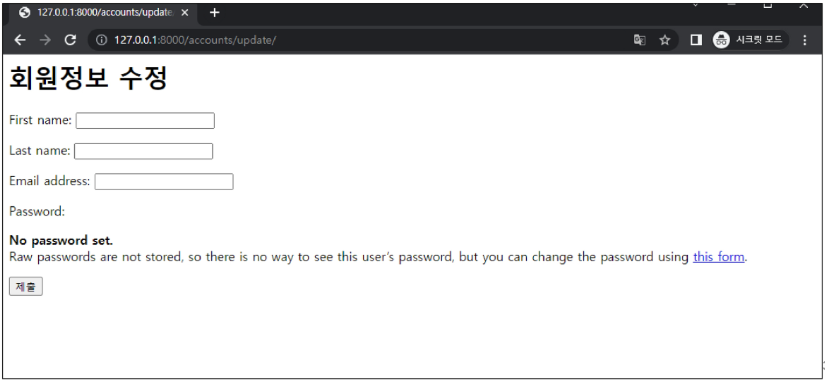 127.0.0.1:8000/accounts/update
127.0.0.1:8000/accounts/update/
시크릿 모드
회원정보 수정
First name:
Last name:
Email address:
Password:
No password set.
Raw passwords are not stored, so there is no way to see this user's password, but you can change the password using this form.
제출